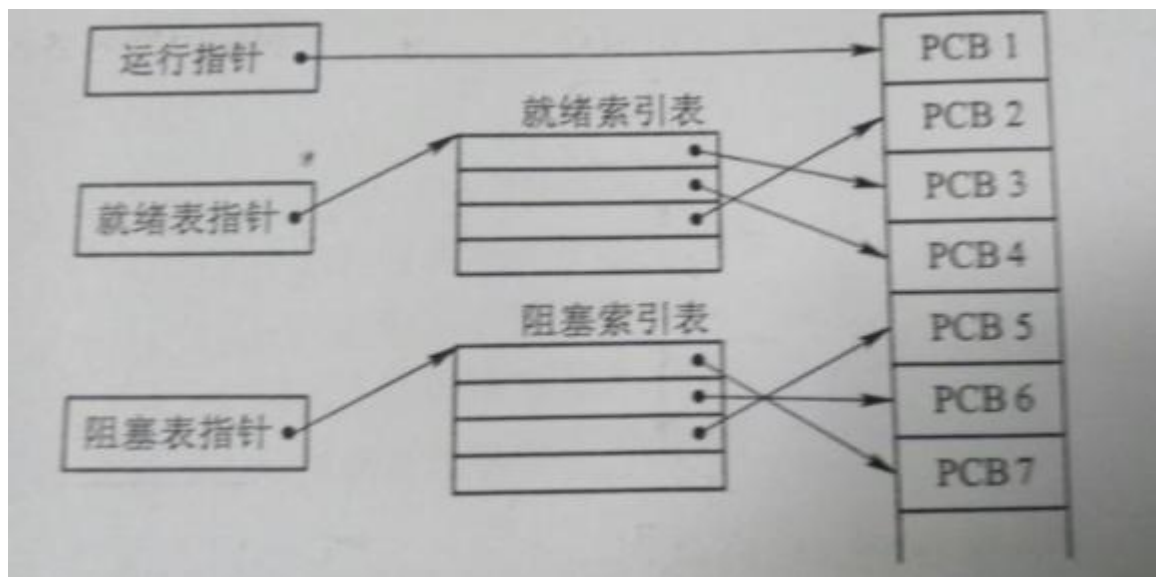 运行指针
PCB 1
就绪索引表
PCB 2
PCB 3
就绪表指针
PCB 4
阻塞索引表
PCB 5
PCB 6
阻塞表指针
PCB 7